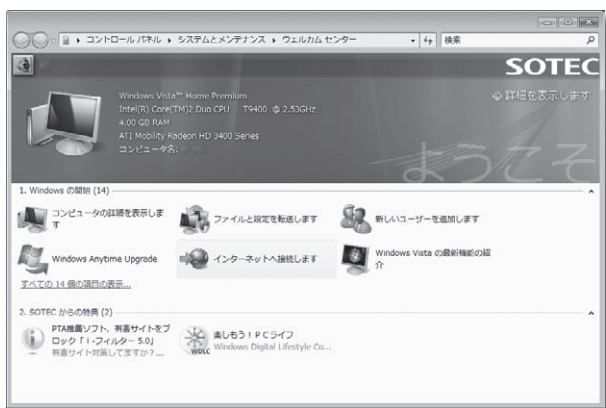 コントロール パネル ▸ システムとメンテナンス ▸ ウェルカム センター
検索
SOTEC
Windows Vista™ Home Premium
詳細を表示します
Intel(R) Core(TM)2 Duo CPU T9400 @ 2.53GHz
4.00 GB RAM
ATI Mobility Radeon HD 3400 Series
コンピュータ名:
ようこそ
1. Windows の開始 (14)
コンピュータの詳細を表示しま
す
ファイルと設定を転送します
新しいユーザーを追加します
Windows Anytime Upgrade
インターネットへ接続します
Windows Vista の最新機能の紹
介
すべての 14 個の項目の表示...
2. SOTEC からの特典 (2)
PTA推薦ソフト、有害サイトをブ
ロック「i-フィルター 5.0」
有害サイト対策してますか？...
WDLC
楽しもう！PCライフ
Windows Digital Lifestyle Co...